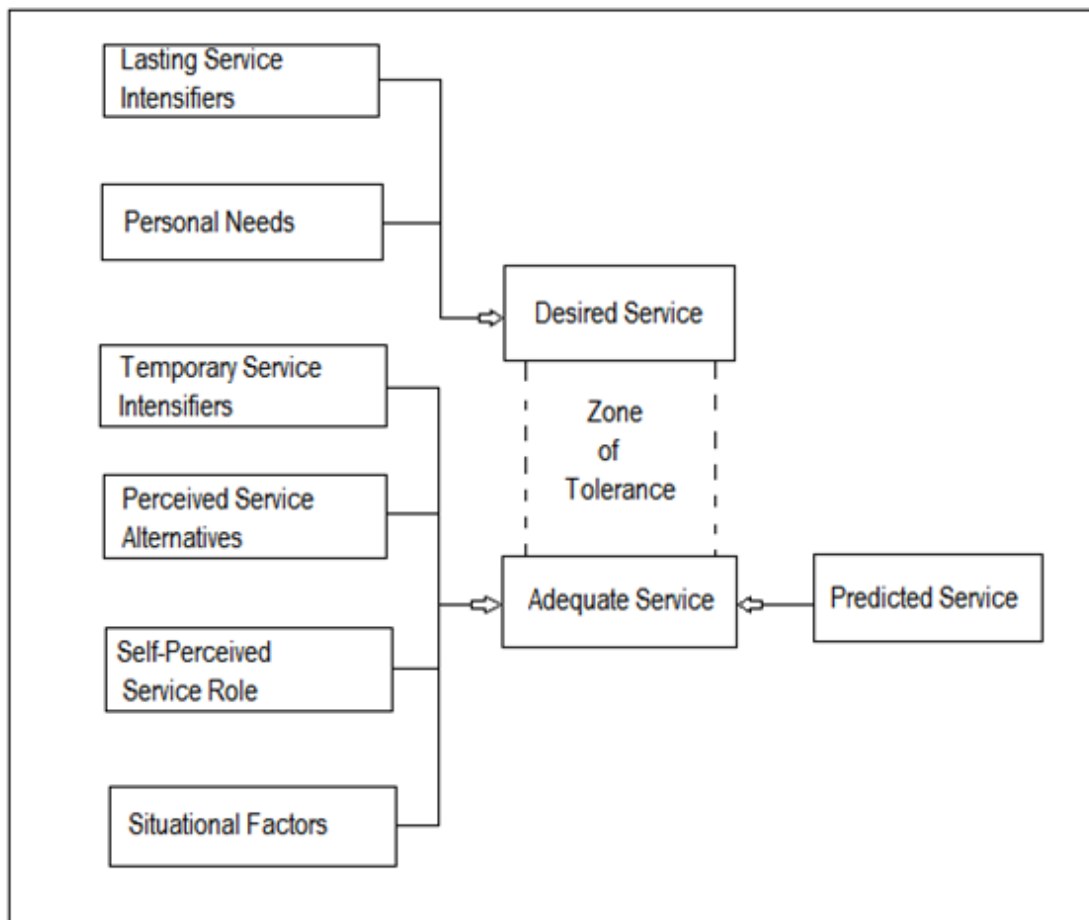 Lasting Service
Intensifiers
Personal Needs
Desired Service
Temporary Service
Intensifiers
Zone
of
Tolerance
Perceived Service
Alternatives
Adequate Service
Predicted Service
Self-Perceived
Service Role
Situational Factors